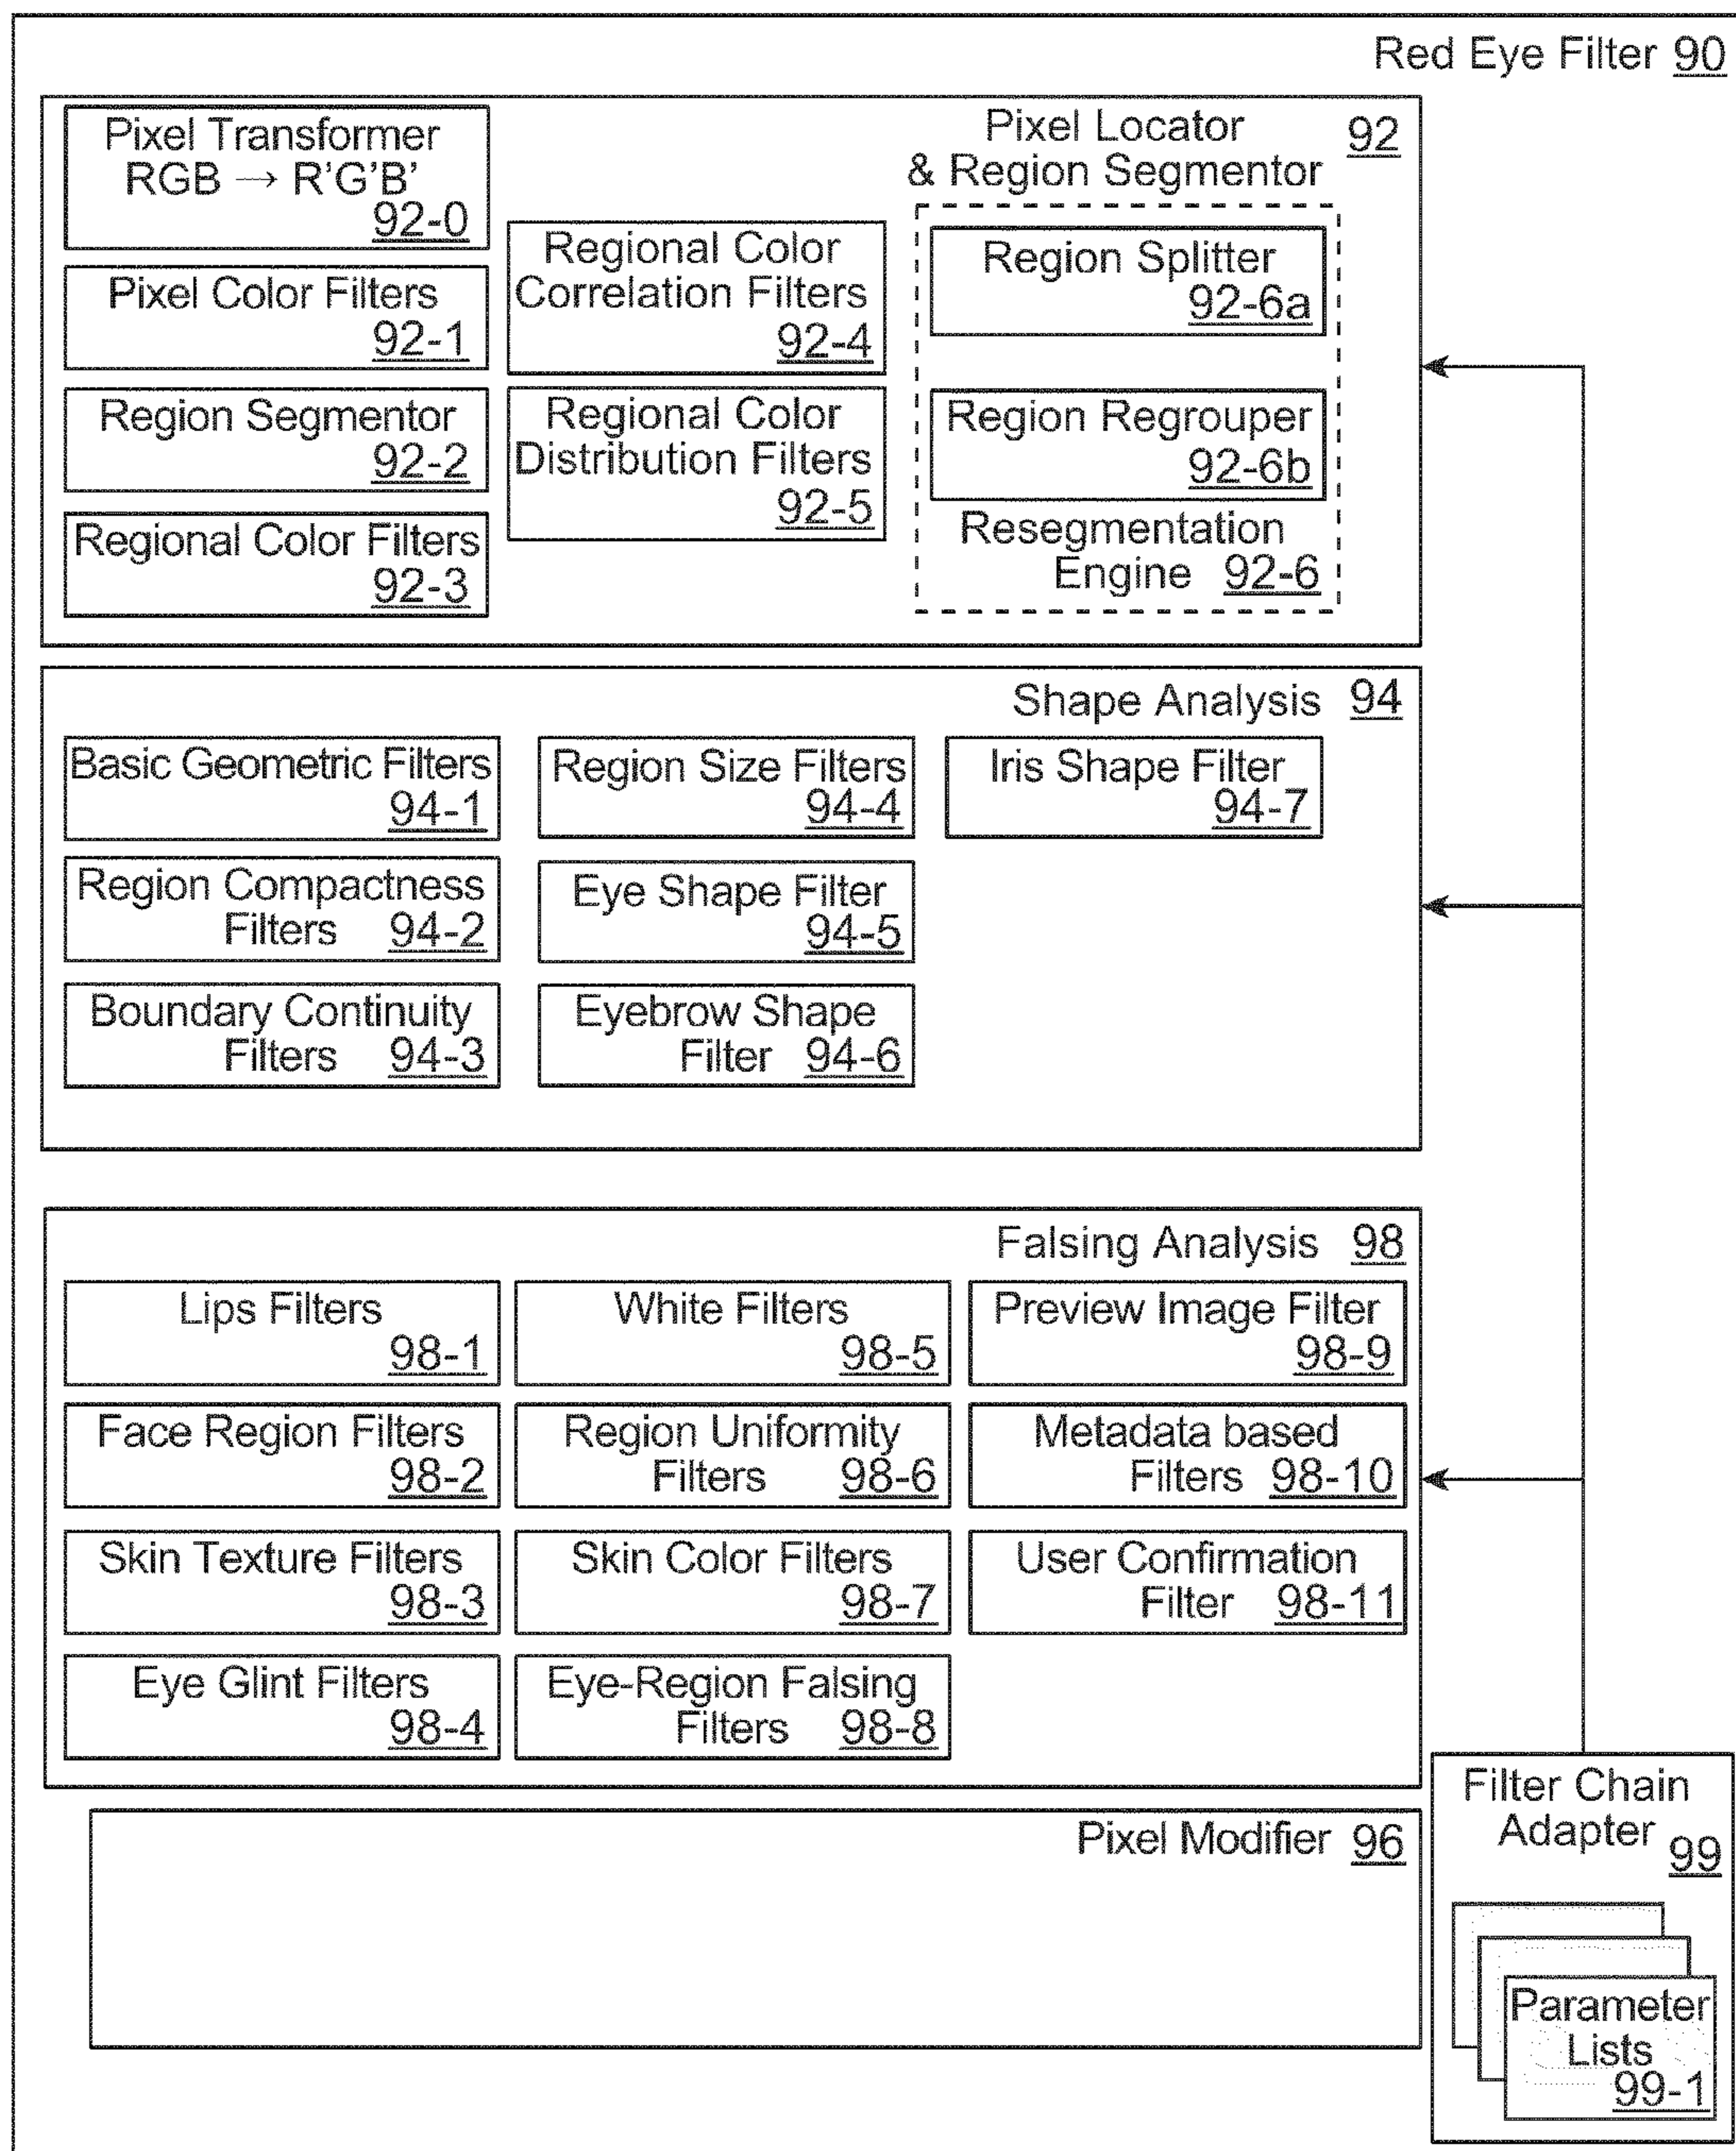 Red Eye Filter 90
Pixel Transformer
RGB → R'G'B'
92-0
Pixel Color Filters
92-1
Region Segmentor
92-2
Regional Color Filters
92-3
Regional Color
Correlation Filters
92-4
Regional Color
Distribution Filters
92-5
Pixel Locator 92
& Region Segmentor
Region Splitter
92-6a
Region Regrouper
92-6b
Resegmentation
Engine 92-6
Shape Analysis 94
Basic Geometric Filters
94-1
Region Compactness
Filters 94-2
Boundary Continuity
Filters 94-3
Region Size Filters
94-4
Eye Shape Filter
94-5
Eyebrow Shape
Filter 94-6
Iris Shape Filter
94-7
Falsing Analysis 98
Lips Filters
98-1
Face Region Filters
98-2
Skin Texture Filters
98-3
Eye Glint Filters
98-4
White Filters
98-5
Region Uniformity
Filters 98-6
Skin Color Filters
98-7
Eye-Region Falsing
Filters 98-8
Preview Image Filter
98-9
Metadata based
Filters 98-10
User Confirmation
Filter 98-11
Pixel Modifier 96
Filter Chain
Adapter 99
Parameter
Lists
99-1